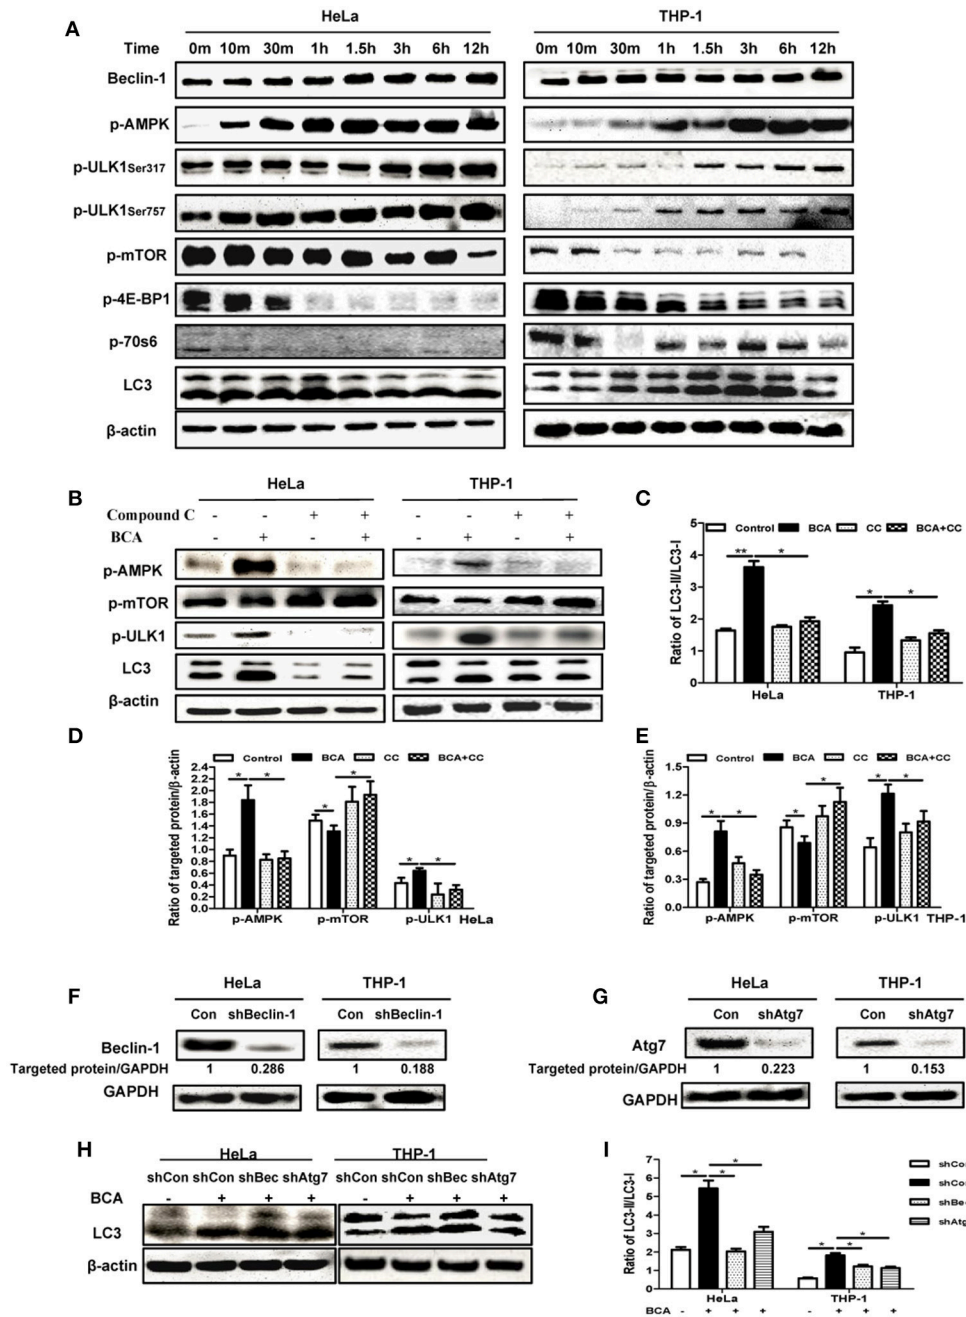 A
HeLa THP-1
Time 0m 10m 30m 1h 1.5h 3h 6h 12h 0m 10m 30m 1h 1.5h 3h 6h 12h
Beclin-1
p-AMPK
p-ULK1Ser317
p-ULK1Ser757
p-mTOR
p-4E-BP1
p-70s6
LC3
β-actin
B
HeLa THP-1
Compound C - - + + - - + +
BCA - + - + - + - +
p-AMPK
p-mTOR
p-ULK1
LC3
β-actin
C
Control BCA CC BCA+CC
Ratio of LC3-II/LC3-I
5
4
3
2
1
0
** * * *
HeLa THP-1
D
Control BCA CC BCA+CC
Ratio of targeted protein/β-actin
2.4
2.2
2.0
1.8
1.6
1.4
1.2
1.0
0.8
0.6
0.4
0.2
0.0
* * * * * *
p-AMPK p-mTOR p-ULK1 HeLa
E
Control BCA CC BCA+CC
Ratio of targeted protein/β-actin
1.5
1.2
0.9
0.6
0.3
0.0
* * * * * *
p-AMPK p-mTOR p-ULK1 THP-1
F
HeLa THP-1
Con shBeclin-1 Con shBeclin-1
Beclin-1
Targeted protein/GAPDH 1 0.286 1 0.188
GAPDH
G
HeLa THP-1
Con shAtg7 Con shAtg7
Atg7
Targeted protein/GAPDH 1 0.223 1 0.153
GAPDH
H
HeLa THP-1
shCon shCon shBec shAtg7 shCon shCon shBec shAtg7
BCA - + + + - + + +
LC3
β-actin
I
Ratio of LC3-II/LC3-I
7
6
5
4
3
2
1
0
* * * * * *
shCo
shCo
shBe
shAtg
HeLa THP-1
BCA - + + + - + + +